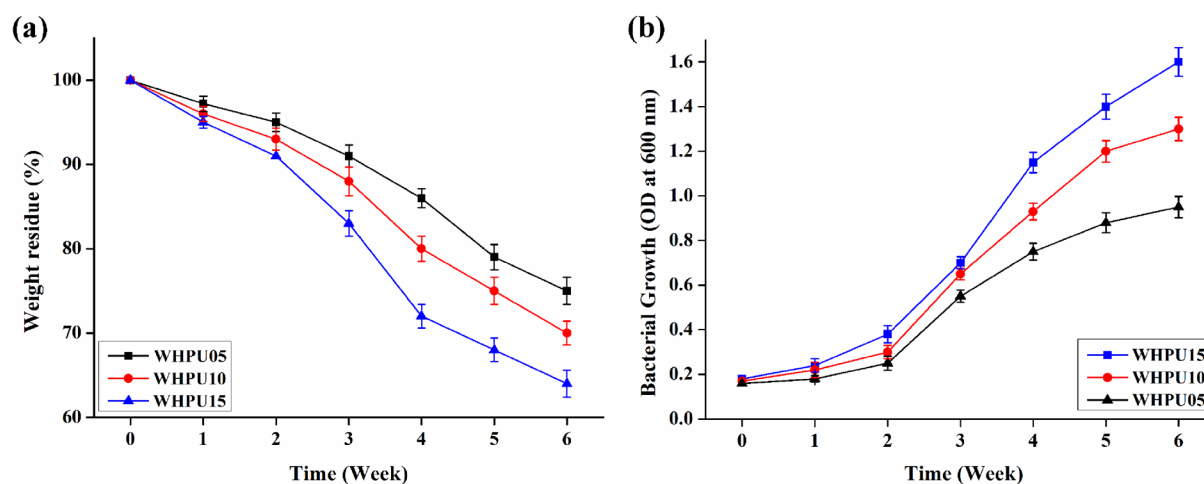 (a)
100
90
80
70
60
Weight residue (%)
WHPU05
WHPU10
WHPU15
0 1 2 3 4 5 6
Time (Week)
(b)
1.6
1.4
1.2
1.0
0.8
0.6
0.4
0.2
0.0
Bacterial Growth (OD at 600 nm)
WHPU15
WHPU10
WHPU05
0 1 2 3 4 5 6
Time (Week)